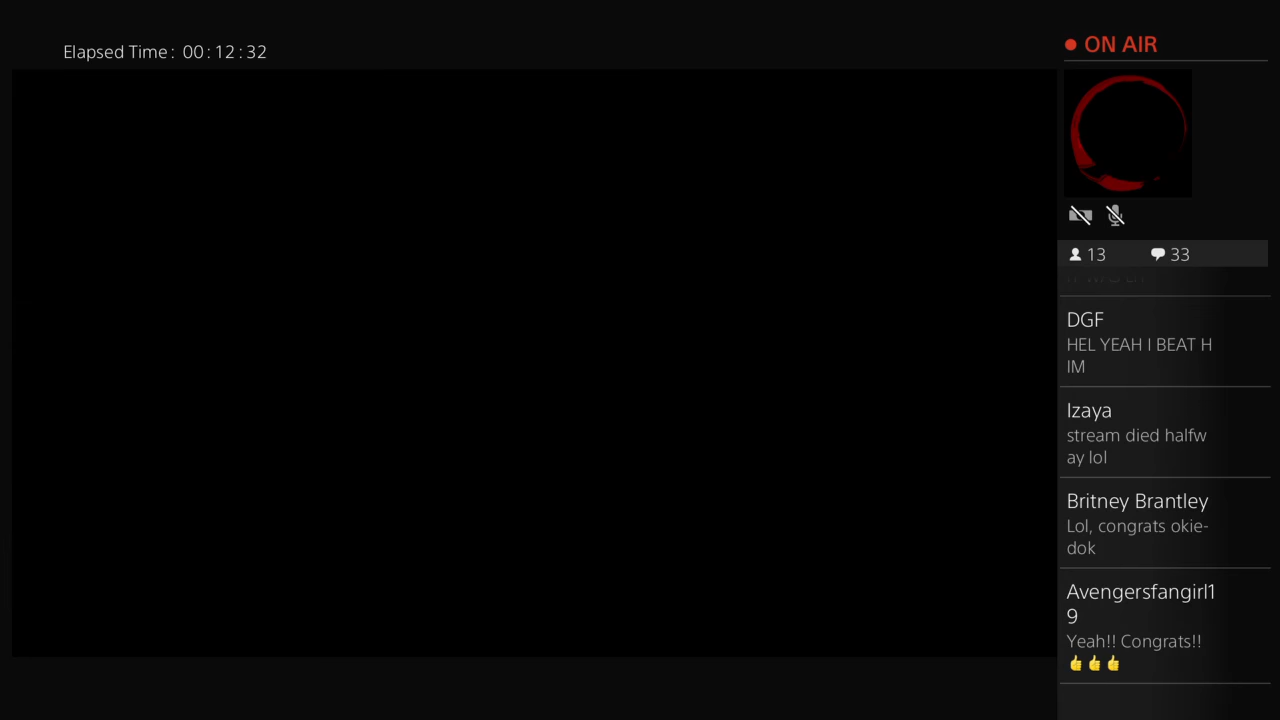 Elapsed Time: 00:12:32
ON AIR
13 33
DGF
HEL YEAH I BEAT H
IM
Izaya
stream died halfw
ay lol
Britney Brantley
Lol, congrats okie-
dok
Avengersfangirl1
9
Yeah!! Congrats!!
👍👍👍